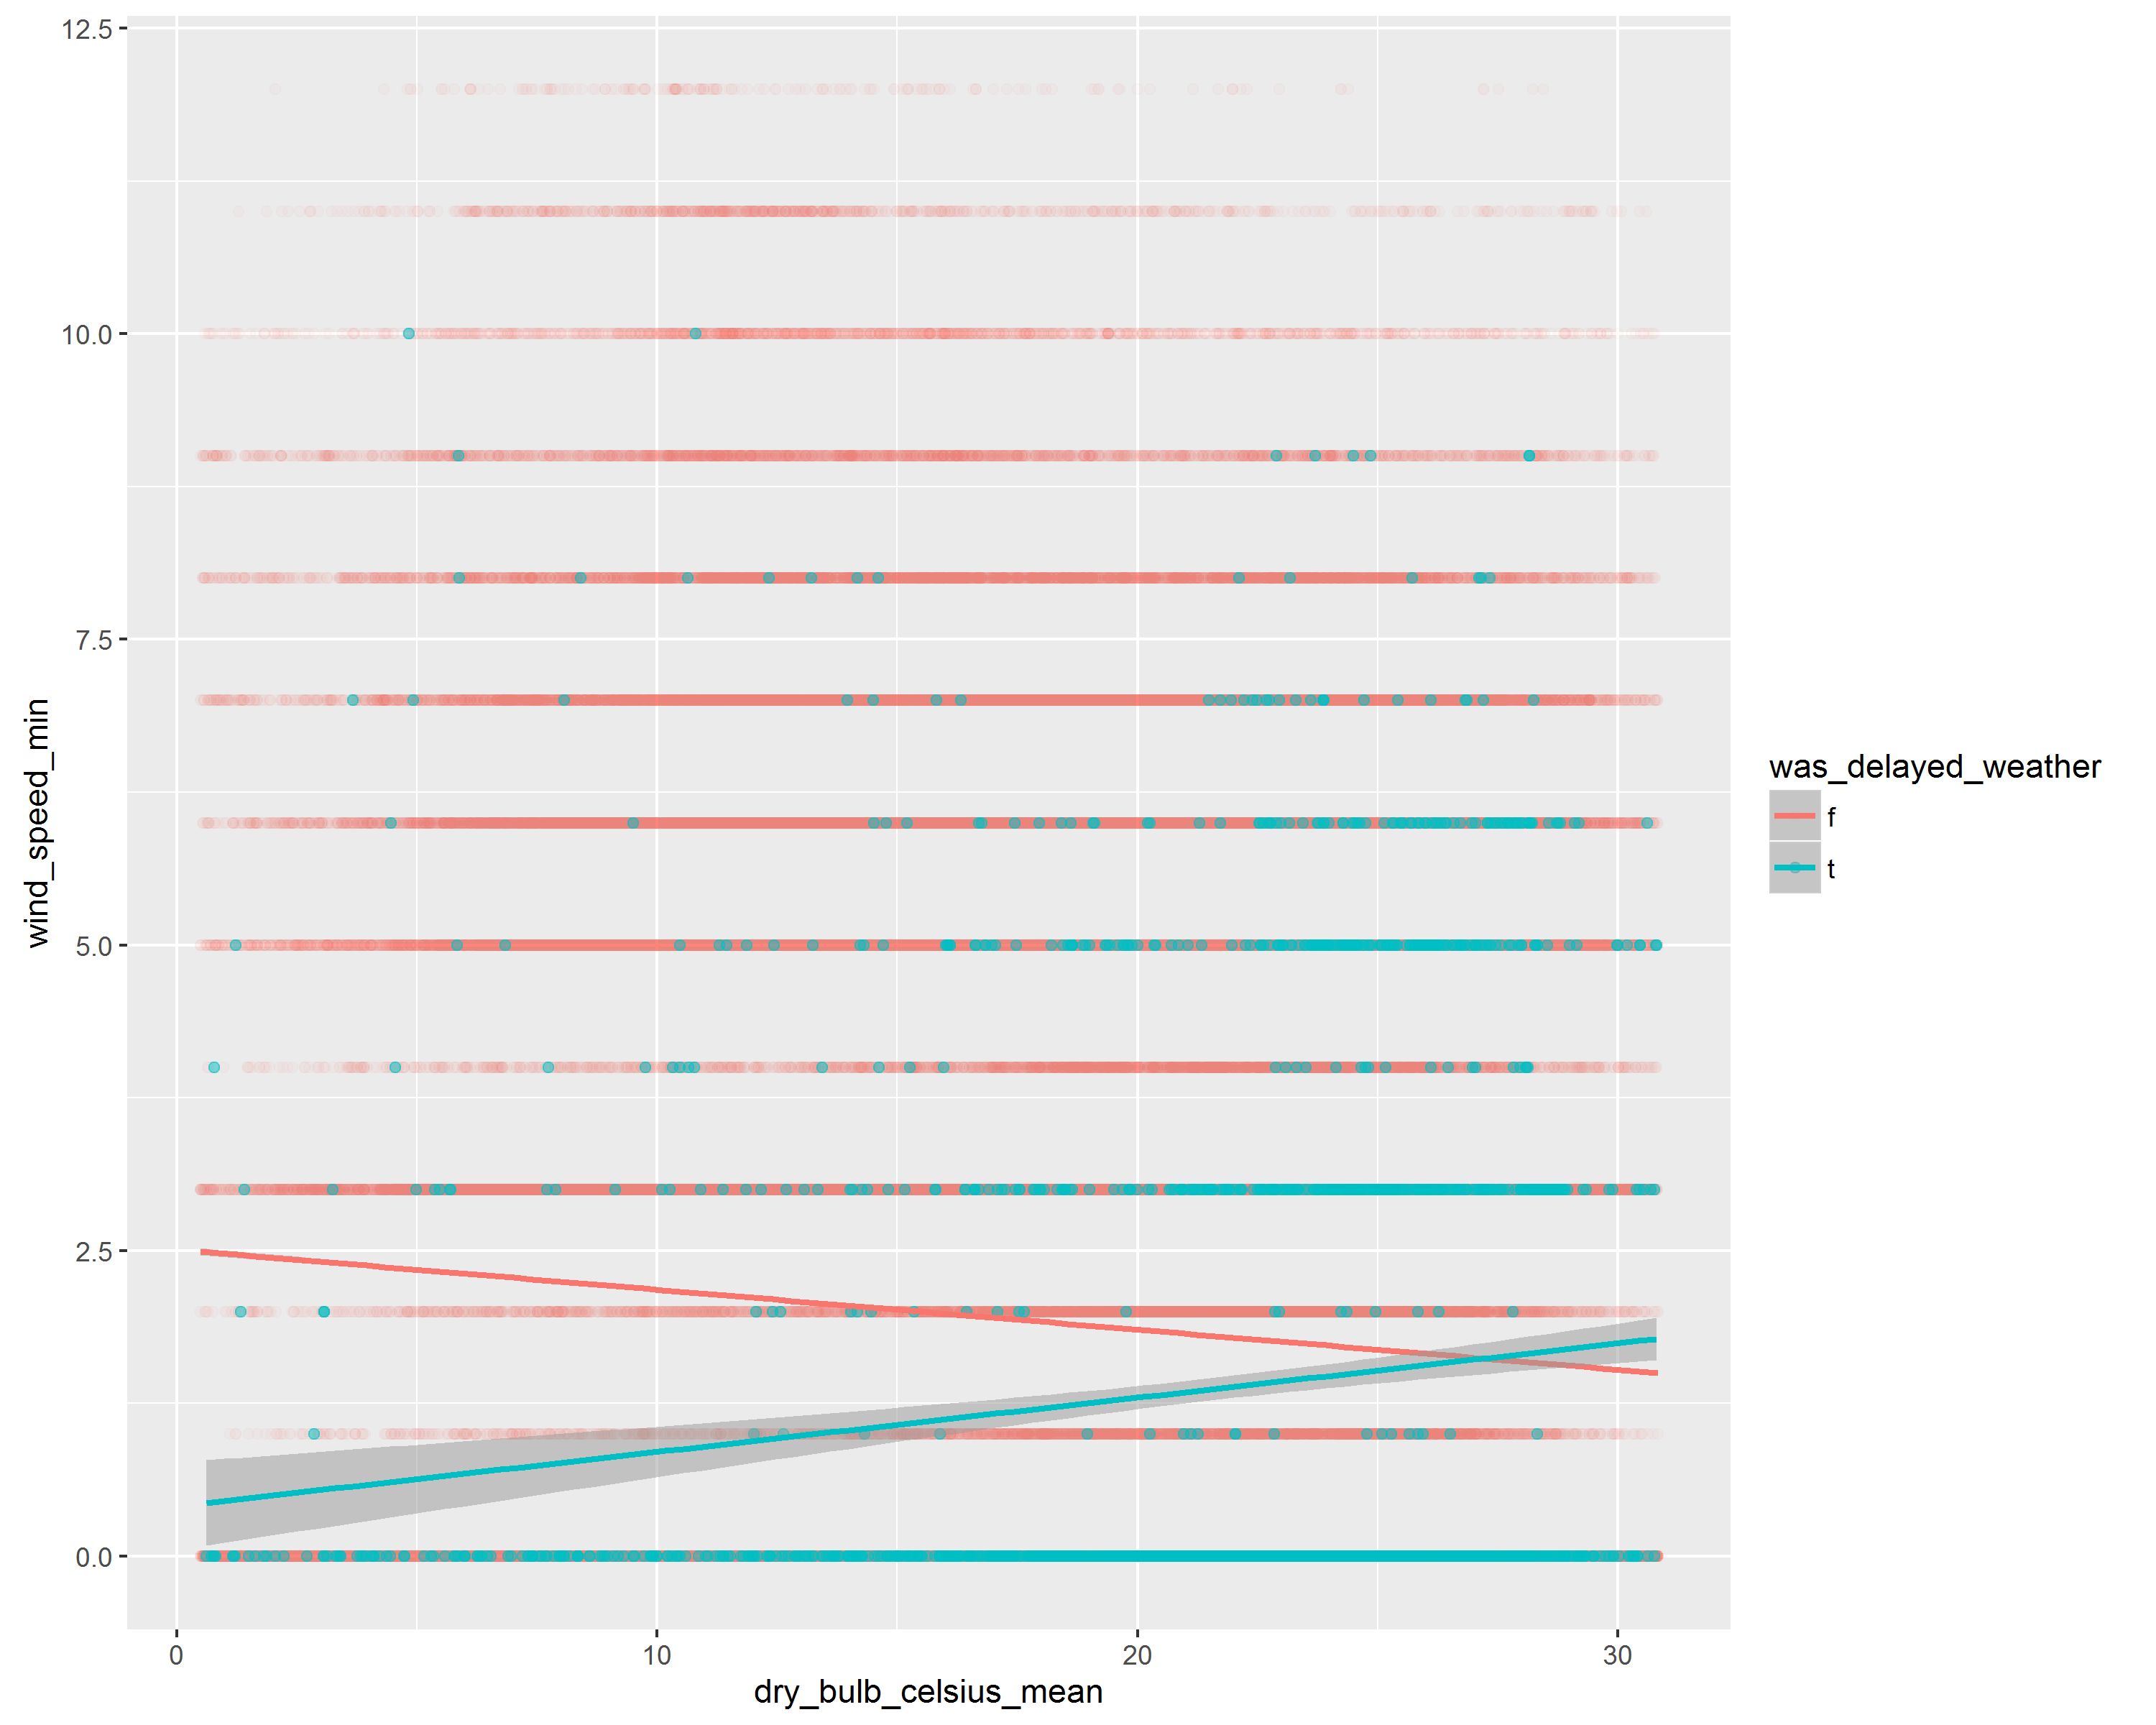 12.5
10.0
7.5
5.0
2.5
0.0
wind_speed_min
0 10 20 30
dry_bulb_celsius_mean
was_delayed_weather
f
t